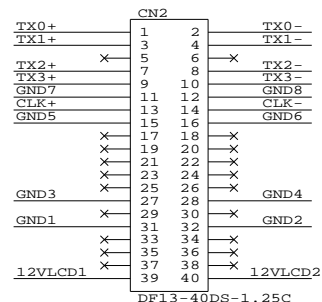 CN2
TX0+ 1 2 TX0-
TX1+ 3 4 TX1-
5 6
TX2+ 7 8 TX2-
TX3+ 9 10 TX3-
GND7 11 12 GND8
CLK+ 13 14 CLK-
GND5 15 16 GND6
17 18
19 20
21 22
23 24
25 26
GND3 27 28 GND4
29 30
GND1 31 32 GND2
33 34
35 36
37 38
12VLCD1 39 40 12VLCD2
DF13-40DS-1.25C